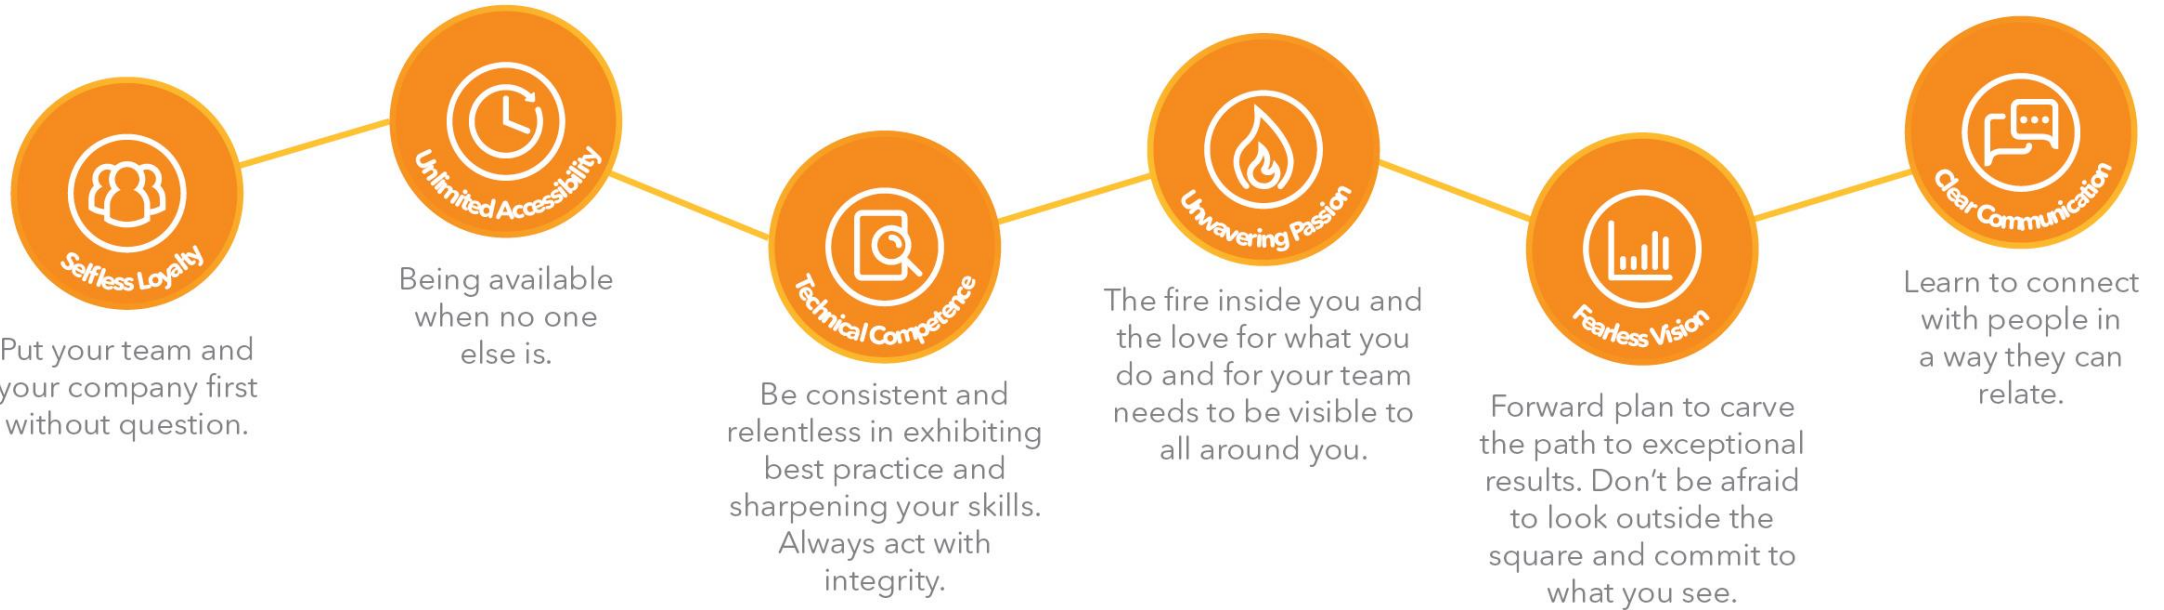 Selfless Loyalty
Put your team and
your company first
without question.
Unlimited Accessibility
Being available
when no one
else is.
Technical Competence
Be consistent and
relentless in exhibiting
best practice and
sharpening your skills.
Always act with
integrity.
Unwavering Passion
The fire inside you and
the love for what you
do and for your team
needs to be visible to
all around you.
Fearless Vision
Forward plan to carve
the path to exceptional
results. Don’t be afraid
to look outside the
square and commit to
what you see.
Clear Communication
Learn to connect
with people in
a way they can
relate.